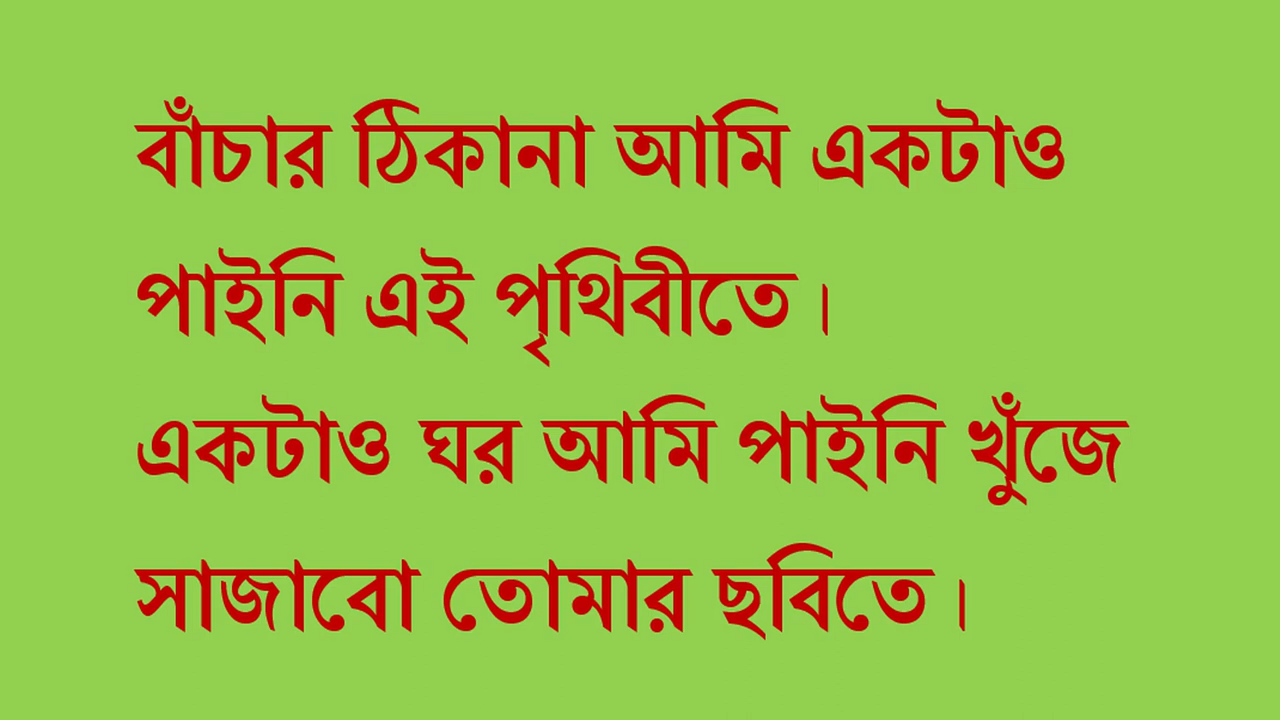 বাঁচার ঠিকানা আমি একটাও
পাইনি এই পৃথিবীতে।
একটাও ঘর আমি পাইনি খুঁজে
সাজাবো তোমার ছবিতে।